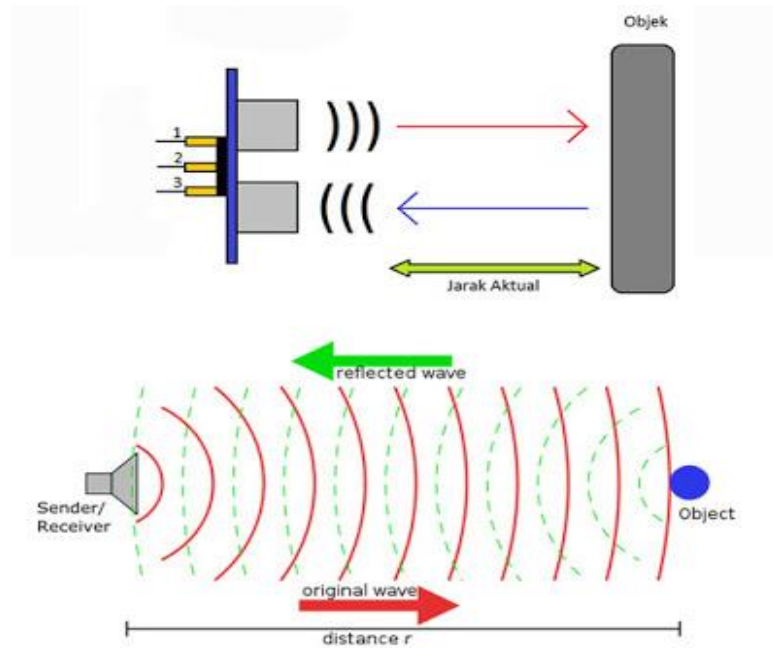 Objek
1
2
3
Jarak Aktual
reflected wave
Sender/
Receiver
Object
original wave
distance r